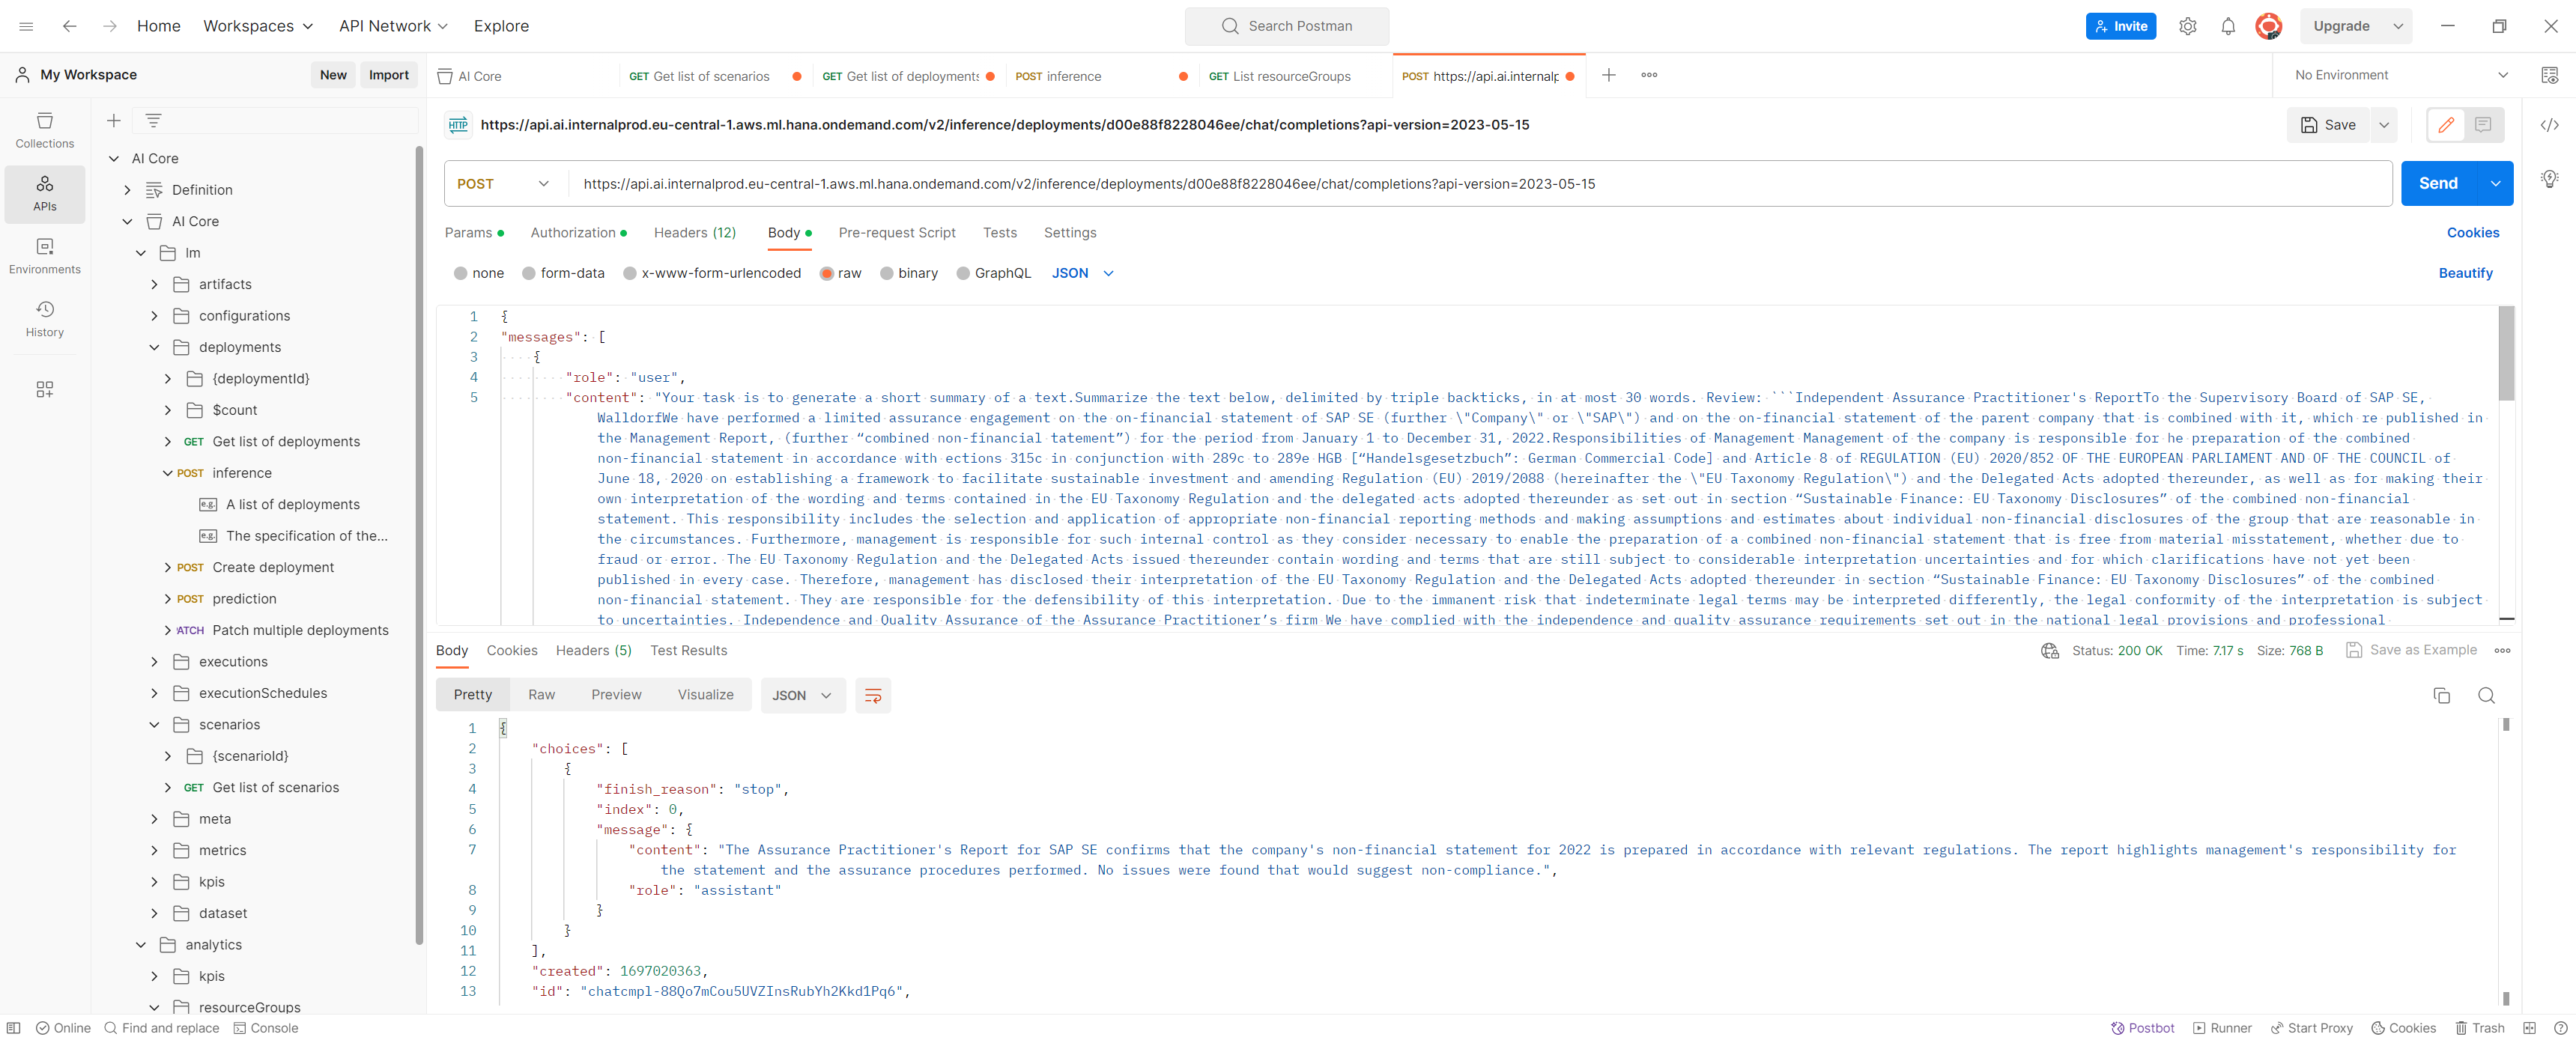 Home Workspaces API Network Explore Search Postman Invite Upgrade
My Workspace New Import AI Core GET Get list of scenarios GET Get list of deployments POST inference GET List resourceGroups POST https://api.ai.internalp No Environment
HTTP https://api.ai.internalprod.eu-central-1.aws.ml.hana.ondemand.com/v2/inference/deployments/d00e88f8228046ee/chat/completions?api-version=2023-05-15 Save
Collections
APIs
Environments
History
AI Core
Definition
AI Core
lm
artifacts
configurations
deployments
{deploymentId}
$count
GET Get list of deployments
POST inference
e.g. A list of deployments
e.g. The specification of the...
POST Create deployment
POST prediction
PATCH Patch multiple deployments
executions
executionSchedules
scenarios
{scenarioId}
GET Get list of scenarios
meta
metrics
kpis
dataset
analytics
kpis
resourceGroups
POST https://api.ai.internalprod.eu-central-1.aws.ml.hana.ondemand.com/v2/inference/deployments/d00e88f8228046ee/chat/completions?api-version=2023-05-15 Send
Params Authorization Headers (12) Body Pre-request Script Tests Settings Cookies
none form-data x-www-form-urlencoded raw binary GraphQL JSON Beautify
1 {
2 "messages": [
3 {
4 "role": "user",
5 "content": "Your task is to generate a short summary of a text.Summarize the text below, delimited by triple backticks, in at most 30 words. Review: ```Independent Assurance Practitioner's ReportTo the Supervisory Board of SAP SE,
WalldorfWe have performed a limited assurance engagement on the on-financial statement of SAP SE (further \"Company\" or \"SAP\") and on the on-financial statement of the parent company that is combined with it, which re published in
the Management Report, (further “combined non-financial tatement”) for the period from January 1 to December 31, 2022.Responsibilities of Management Management of the company is responsible for he preparation of the combined
non-financial statement in accordance with ections 315c in conjunction with 289c to 289e HGB [“Handelsgesetzbuch”: German Commercial Code] and Article 8 of REGULATION (EU) 2020/852 OF THE EUROPEAN PARLIAMENT AND OF THE COUNCIL of
June 18, 2020 on establishing a framework to facilitate sustainable investment and amending Regulation (EU) 2019/2088 (hereinafter the \"EU Taxonomy Regulation\") and the Delegated Acts adopted thereunder, as well as for making their
own interpretation of the wording and terms contained in the EU Taxonomy Regulation and the delegated acts adopted thereunder as set out in section “Sustainable Finance: EU Taxonomy Disclosures” of the combined non-financial
statement. This responsibility includes the selection and application of appropriate non-financial reporting methods and making assumptions and estimates about individual non-financial disclosures of the group that are reasonable in
the circumstances. Furthermore, management is responsible for such internal control as they consider necessary to enable the preparation of a combined non-financial statement that is free from material misstatement, whether due to
fraud or error. The EU Taxonomy Regulation and the Delegated Acts issued thereunder contain wording and terms that are still subject to considerable interpretation uncertainties and for which clarifications have not yet been
published in every case. Therefore, management has disclosed their interpretation of the EU Taxonomy Regulation and the Delegated Acts adopted thereunder in section “Sustainable Finance: EU Taxonomy Disclosures” of the combined
non-financial statement. They are responsible for the defensibility of this interpretation. Due to the immanent risk that indeterminate legal terms may be interpreted differently, the legal conformity of the interpretation is subject
to uncertainties. Independence and Quality Assurance of the Assurance Practitioner’s firm We have complied with the independence and quality assurance requirements set out in the national legal provisions and professional
Body Cookies Headers (5) Test Results Status: 200 OK Time: 7.17 s Size: 768 B Save as Example
Pretty Raw Preview Visualize JSON
1 {
2 "choices": [
3 {
4 "finish_reason": "stop",
5 "index": 0,
6 "message": {
7 "content": "The Assurance Practitioner's Report for SAP SE confirms that the company's non-financial statement for 2022 is prepared in accordance with relevant regulations. The report highlights management's responsibility for
the statement and the assurance procedures performed. No issues were found that would suggest non-compliance.",
8 "role": "assistant"
9 }
10 }
11 ],
12 "created": 1697020363,
13 "id": "chatcmpl-88Qo7mCou5UVZInsRubYh2Kkd1Pq6",
Online Find and replace Console Postbot Runner Start Proxy Cookies Trash